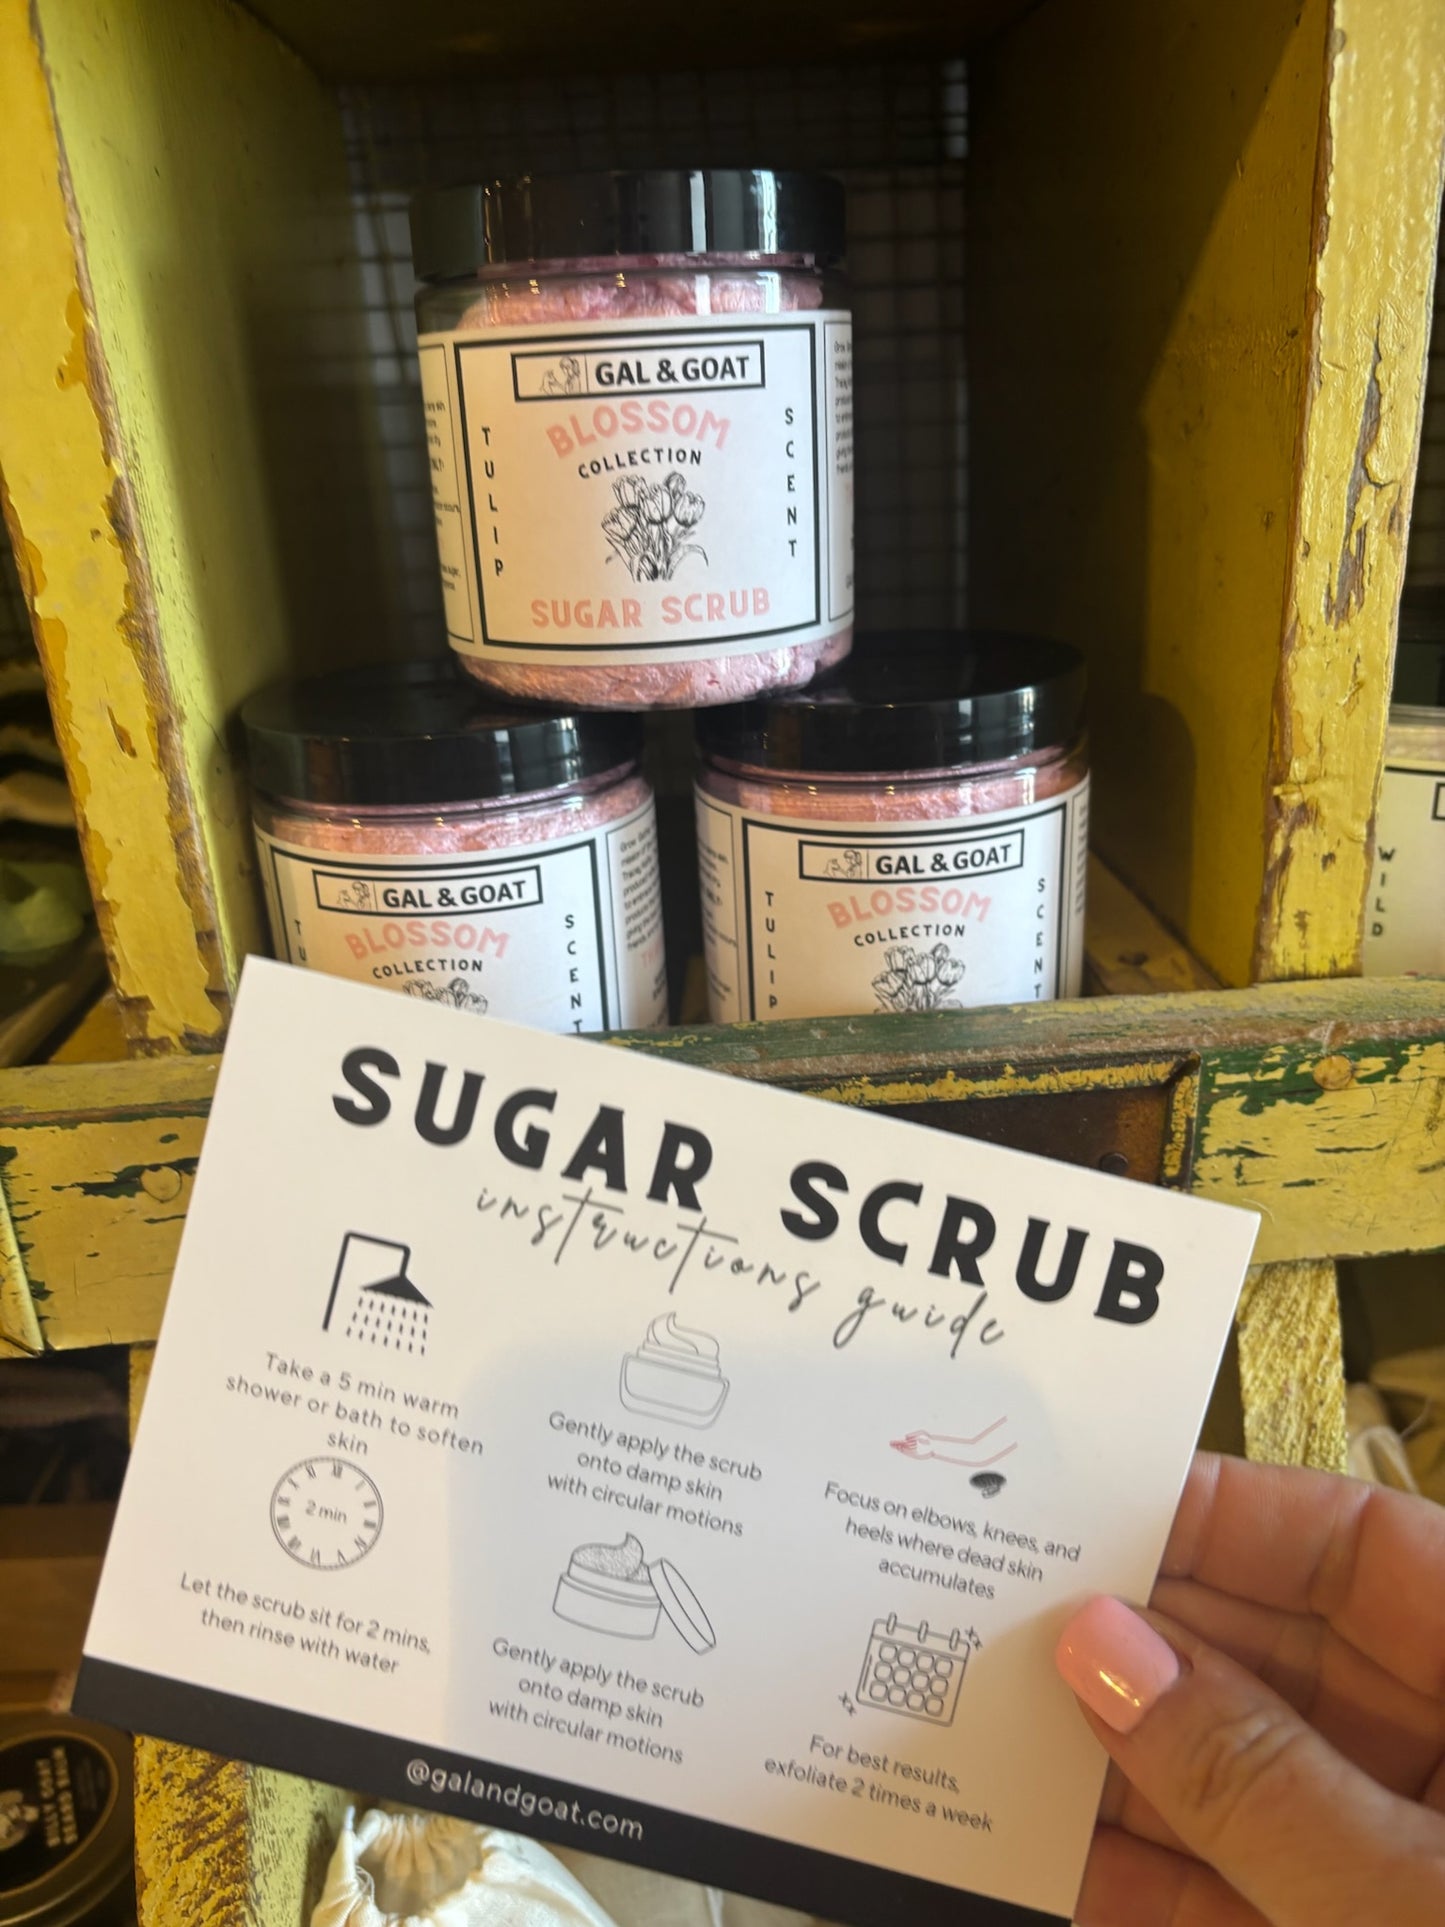 GAL & GOAT
BLOSSOM
COLLECTION
TULIP
SCENT
SUGAR SCRUB
GAL & GOAT
BLOSSOM
COLLECTION
SCENT
GAL & GOAT
BLOSSOM
COLLECTION
TULIP
SCENT
WILD
SUGAR SCRUB
instructions guide
Take a 5 min warm
shower or bath to soften
skin
Gently apply the scrub
onto damp skin
with circular motions
Focus on elbows, knees, and
heels where dead skin
accumulates
2 min
Let the scrub sit for 2 mins,
then rinse with water
Gently apply the scrub
onto damp skin
with circular motions
For best results,
exfoliate 2 times a week
@galandgoat.com